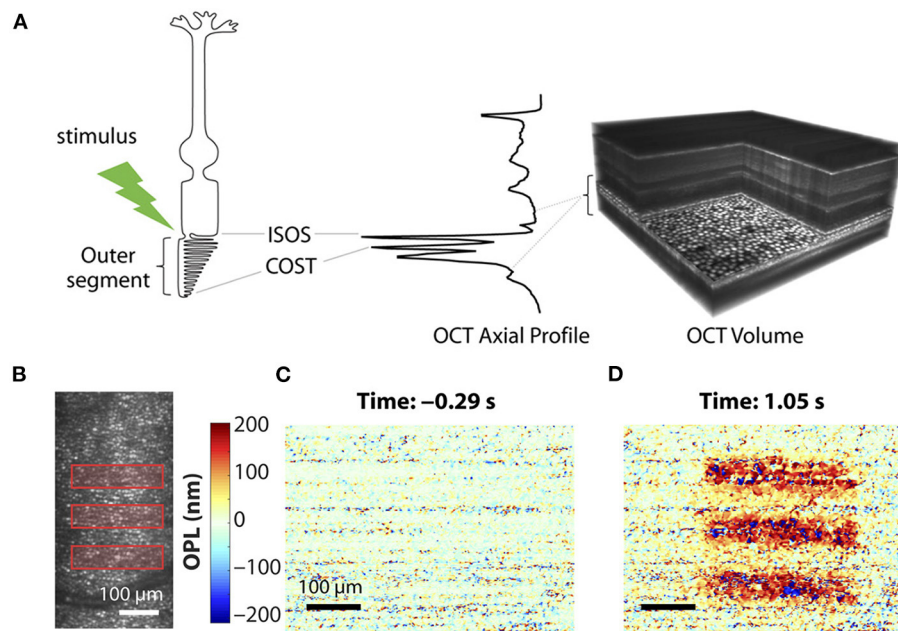 A
stimulus
Outer
segment
ISOS
COST
OCT Axial Profile
OCT Volume
B
100 µm
OPL (nm)
200
100
0
−100
−200
C
Time: −0.29 s
100 µm
D
Time: 1.05 s